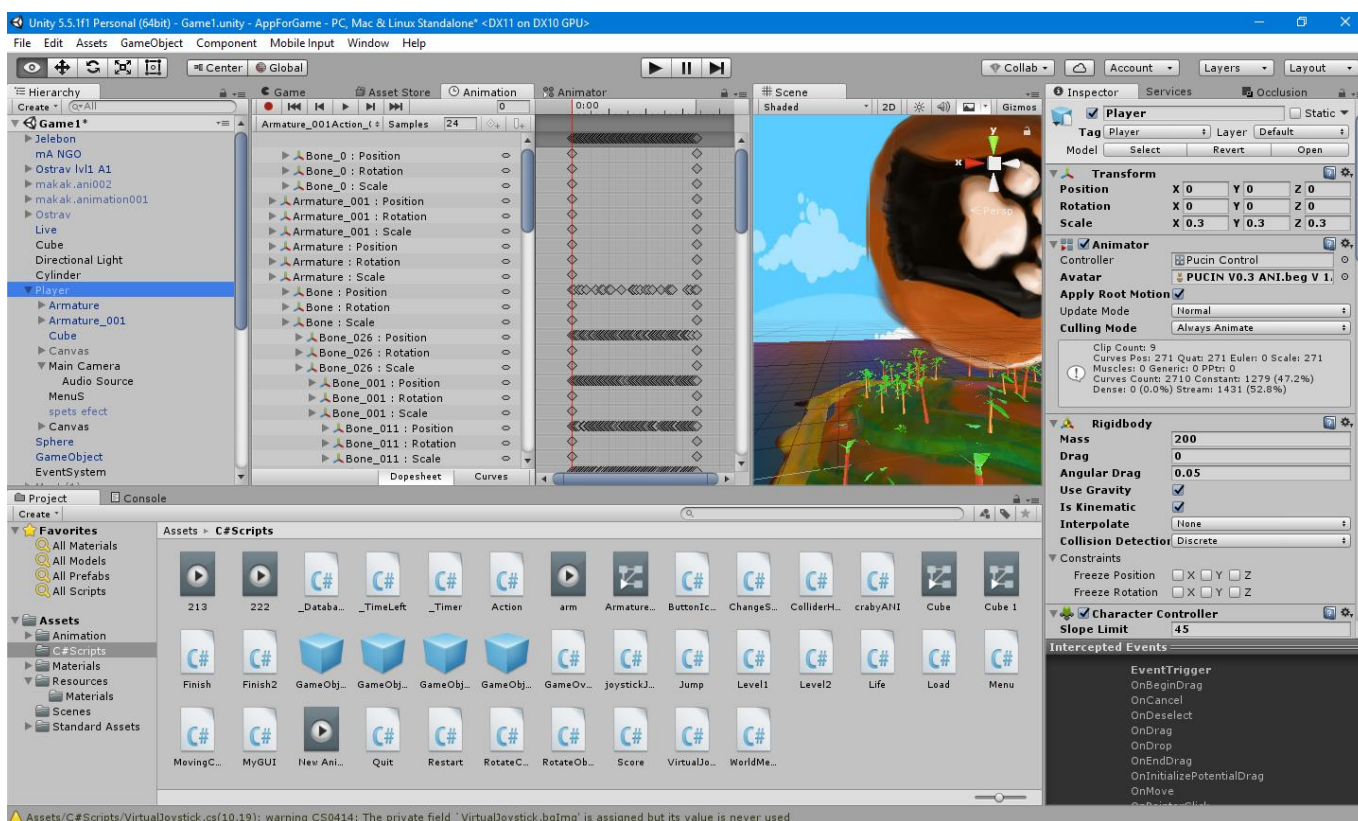 Unity 5.5.1f1 Personal (64bit) - Game1.unity - AppForGame - PC, Mac & Linux Standalone* <DX11 on DX10 GPU>
File Edit Assets GameObject Component Mobile Input Window Help
Center Global Collab Account Layers Layout
Hierarchy
Create All
Game1*
Jelebon
mA NGO
Ostrav lvl1 A1
makak.ani002
makak.animation001
Ostrav
Live
Cube
Directional Light
Cylinder
Player
Armature
Armature_001
Cube
Canvas
Main Camera
Audio Source
MenuS
spets efect
Canvas
Sphere
GameObject
EventSystem
Game Asset Store Animation Animator
0 0:00
Armature_001Action_( Samples 24
Bone_0 : Position
Bone_0 : Rotation
Bone_0 : Scale
Armature_001 : Position
Armature_001 : Rotation
Armature_001 : Scale
Armature : Position
Armature : Rotation
Armature : Scale
Bone : Position
Bone : Rotation
Bone : Scale
Bone_026 : Position
Bone_026 : Rotation
Bone_026 : Scale
Bone_001 : Position
Bone_001 : Rotation
Bone_001 : Scale
Bone_011 : Position
Bone_011 : Rotation
Bone_011 : Scale
Dopesheet Curves
Scene
Shaded 2D Gizmos
y
x
Persp
Inspector Services Occlusion
Player Static
Tag Player Layer Default
Model Select Revert Open
Transform
Position X 0 Y 0 Z 0
Rotation X 0 Y 0 Z 0
Scale X 0.3 Y 0.3 Z 0.3
Animator
Controller Pucin Control
Avatar PUCIN V0.3 ANI.beg V 1.
Apply Root Motion
Update Mode Normal
Culling Mode Always Animate
Clip Count: 9
Curves Pos: 271 Quat: 271 Euler: 0 Scale: 271
Muscles: 0 Generic: 0 PPtr: 0
Curves Count: 2710 Constant: 1279 (47.2%)
Dense: 0 (0.0%) Stream: 1431 (52.8%)
Rigidbody
Mass 200
Drag 0
Angular Drag 0.05
Use Gravity
Is Kinematic
Interpolate None
Collision Detection Discrete
Constraints
Freeze Position X Y Z
Freeze Rotation X Y Z
Character Controller
Slope Limit 45
Intercepted Events
EventTrigger
OnBeginDrag
OnCancel
OnDeselect
OnDrag
OnDrop
OnEndDrag
OnInitializePotentialDrag
OnMove
Project Console
Create
Favorites
All Materials
All Models
All Prefabs
All Scripts
Assets
Animation
C#Scripts
Materials
Resources
Materials
Scenes
Standard Assets
Assets C#Scripts
213 222 _Databa... _TimeLeft _Timer Action arm Armature... ButtonIc... ChangeS... ColliderH... crabyANI Cube Cube 1
Finish Finish2 GameObj... GameObj... GameObj... GameObj... GameOv... joystickJ... Jump Level1 Level2 Life Load Menu
MovingC... MyGUI New Ani... Quit Restart RotateC... RotateOb... Score VirtualJo... WorldMe...
Assets/C#Scripts/VirtualJoystick.cs(10,19): warning CS0414: The private field `VirtualJoystick.bgImg' is assigned but its value is never used